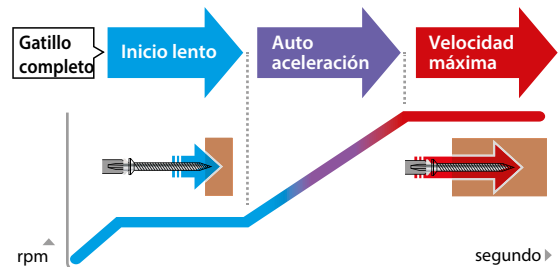 Gatillo
completo
Inicio lento
Auto
aceleración
Velocidad
máxima
rpm
segundo